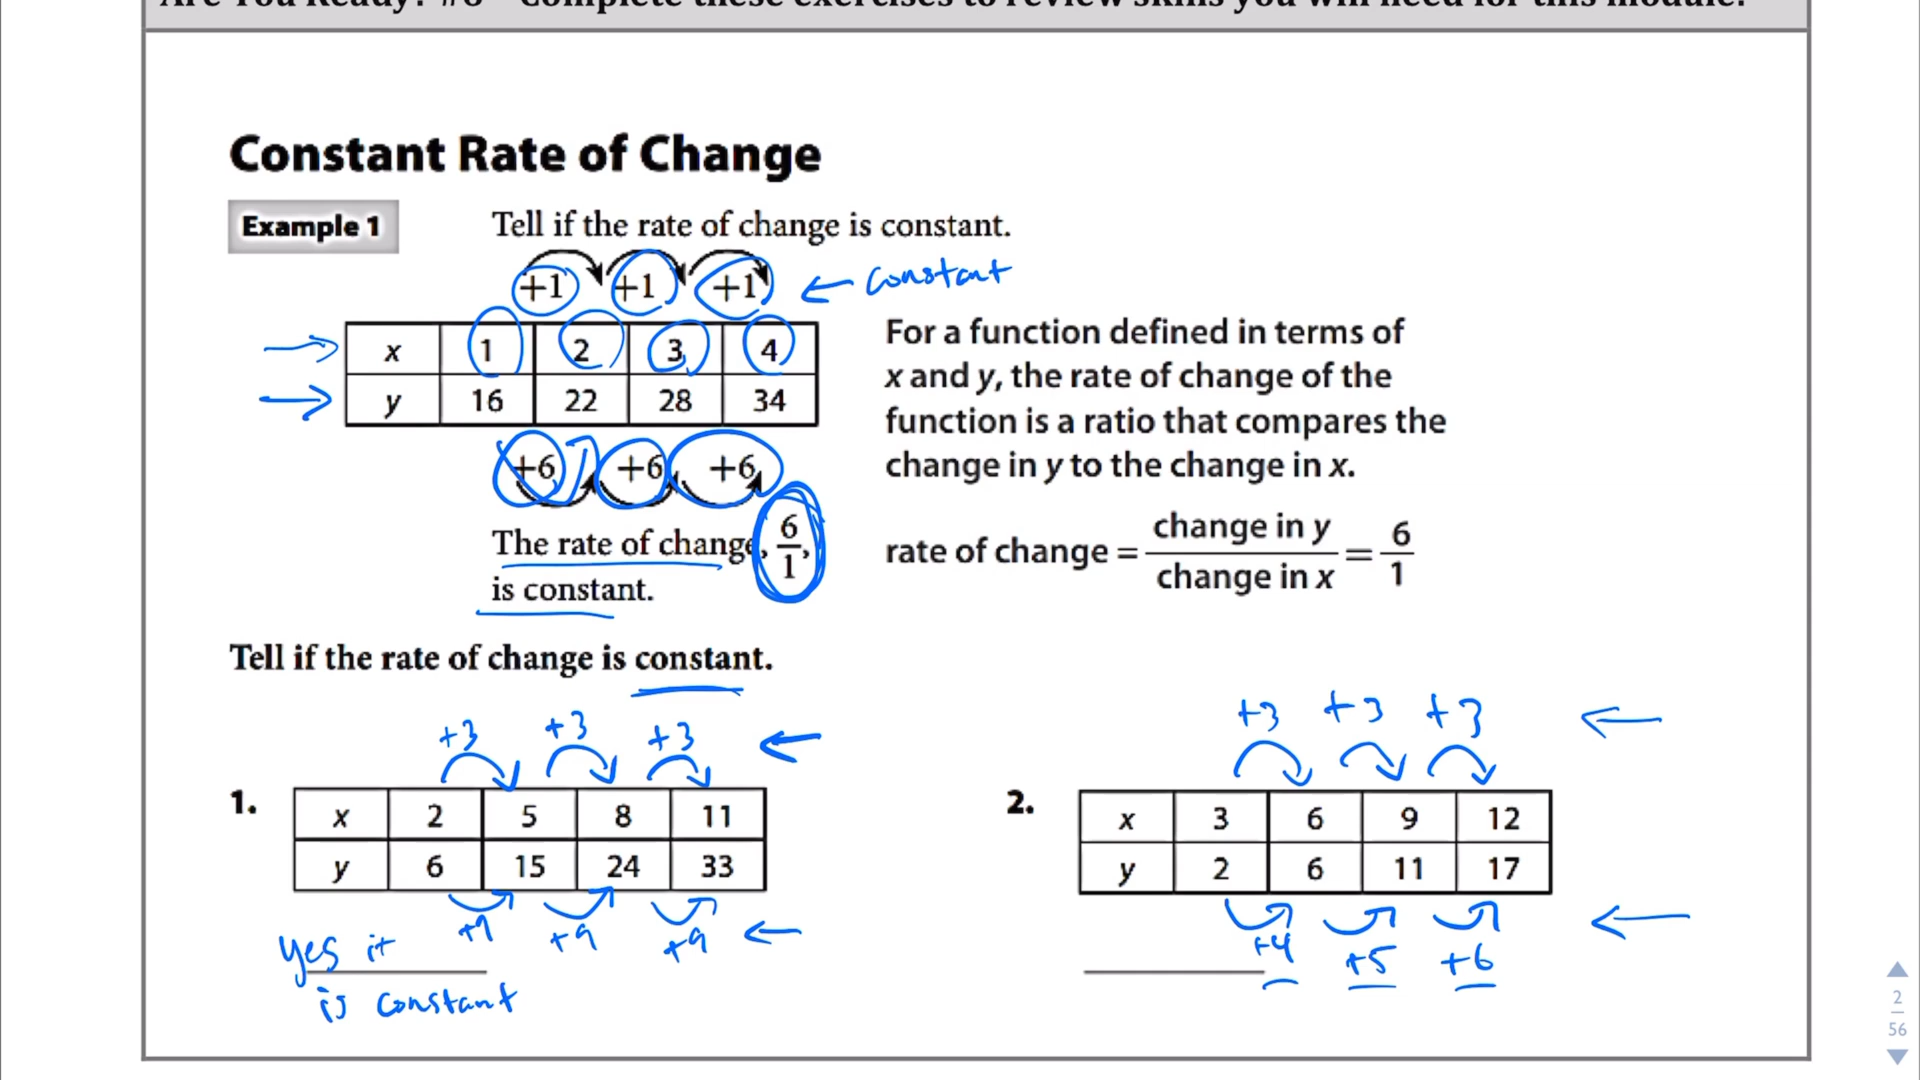 Are You Ready? #6 Complete these exercises to review skills you will need for this module.
Constant Rate of Change
Example 1
Tell if the rate of change is constant.
+1 +1 +1 ← constant
x 1 2 3 4
y 16 22 28 34
+6 +6 +6
The rate of change, 6/1,
is constant.
For a function defined in terms of
x and y, the rate of change of the
function is a ratio that compares the
change in y to the change in x.
rate of change = change in y / change in x = 6/1
Tell if the rate of change is constant.
+3 +3 +3
1.
x 2 5 8 11
y 6 15 24 33
+9 +9 +9
yes it
is constant
+3 +3 +3
2.
x 3 6 9 12
y 2 6 11 17
+4 +5 +6
2
56